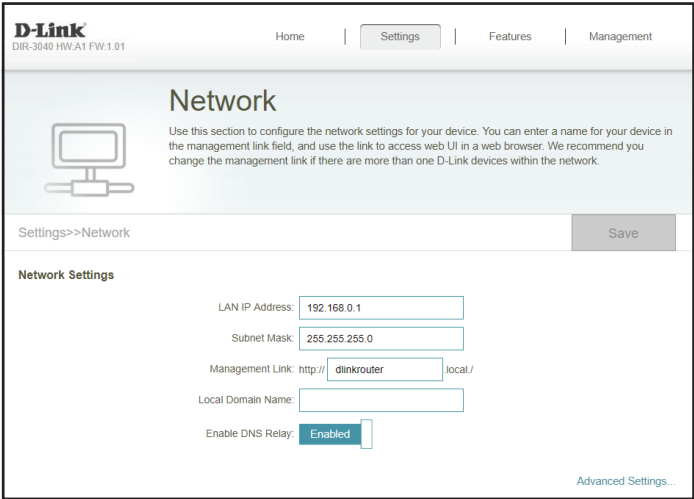 D-Link
DIR-3040 HW:A1 FW:1.01
Home | Settings | Features | Management
Network
Use this section to configure the network settings for your device. You can enter a name for your device in
the management link field, and use the link to access web UI in a web browser. We recommend you
change the management link if there are more than one D-Link devices within the network.
Settings>>Network Save
Network Settings
LAN IP Address: 192.168.0.1
Subnet Mask: 255.255.255.0
Management Link: http:// dlinkrouter .local./
Local Domain Name:
Enable DNS Relay: Enabled
Advanced Settings...